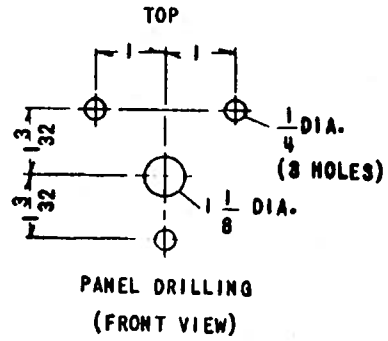 TOP
1 1
1 3/32
1/4 DIA.
(3 HOLES)
1 3/32
1 1/8 DIA.
PANEL DRILLING
(FRONT VIEW)